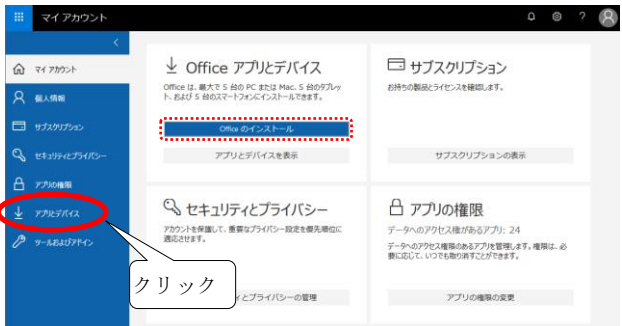 マイ アカウント
?
マイ アカウント
個人情報
サブスクリプション
セキュリティとプライバシー
アプリの権限
アプリとデバイス
ツールおよびアドイン
Office アプリとデバイス
Office は、最大で 5 台の PC または Mac、5 台のタブレッ
ト、および 5 台のスマートフォンにインストールできます。
Office のインストール
アプリとデバイスを表示
サブスクリプション
お持ちの製品とライセンスを確認します。
サブスクリプションの表示
セキュリティとプライバシー
アカウントを保護して、重要なプライバシー設定を優先順位に
適応させます。
ィとプライバシーの管理
アプリの権限
データへのアクセス権があるアプリ: 24
データへのアクセス権限のあるアプリを管理します。権限は、必
要に応じて、いつでも取り消すことができます。
アプリの権限の変更
クリック